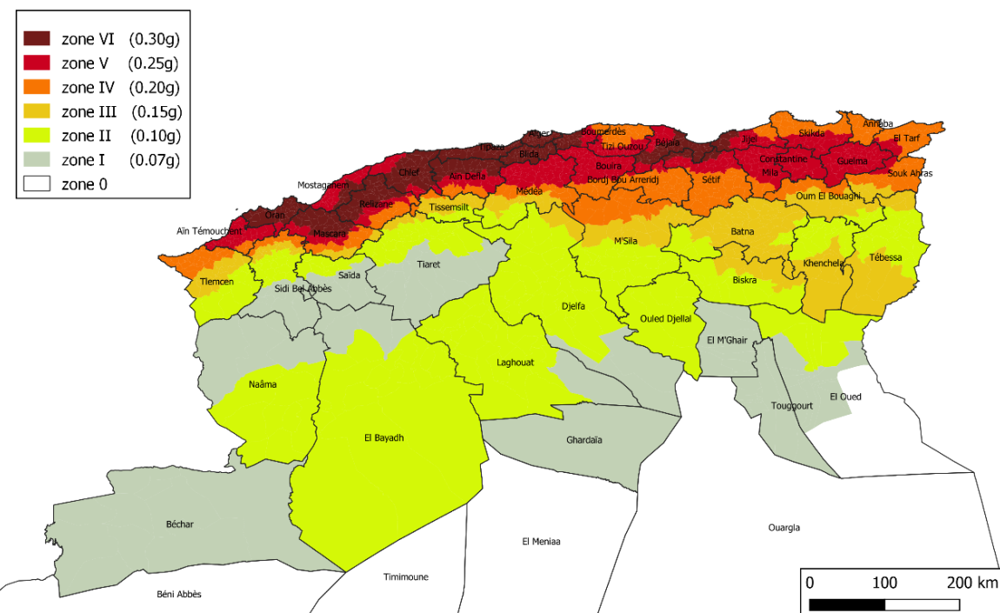 zone VI (0.30g)
zone V (0.25g)
zone IV (0.20g)
zone III (0.15g)
zone II (0.10g)
zone I (0.07g)
zone 0
Annaba
Boumerdès
Skikda
Alger
El Tarf
Jijel
Béjaïa
Tizi Ouzou
Tipaza
Blida
Constantine
Guelma
Bouira
Mila
Chlef
Souk Ahras
Aïn Defla
Bordj Bou Arreridj
Sétif
Mostaganem
Médéa
Oum El Bouaghi
Relizane
Tissemsilt
Oran
Aïn Témouchent
Mascara
Batna
M'Sila
Tébessa
Khenchela
Tiaret
Saïda
Tlemcen
Biskra
Sidi Bel Abbès
Djelfa
Ouled Djellal
El M'Ghair
Laghouat
Naâma
El Oued
Touggourt
El Bayadh
Ghardaïa
Béchar
Ouargla
El Meniaa
Timimoune
Béni Abbès
0 100 200 km